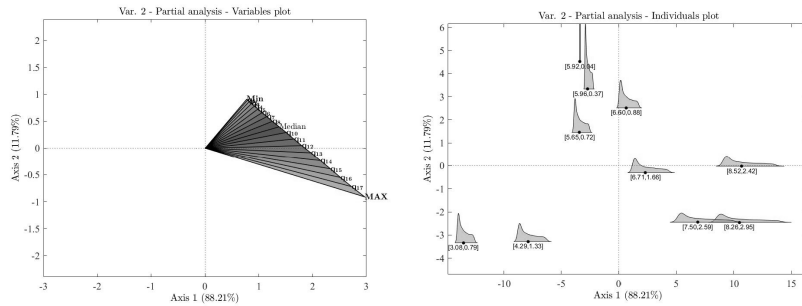 Var. 2 - Partial analysis - Variables plot
Axis 2 (11.79%)
2
1.5
1
0.5
0
-0.5
-1
-1.5
-2
Min
Median
q10
q11
q12
q13
q14
q15
q16
q17
MAX
-3
-2
-1
0
1
2
3
Axis 1 (88.21%)
Var. 2 - Partial analysis - Individuals plot
Axis 2 (11.79%)
6
5
4
3
2
1
0
-1
-2
-3
-4
[5.92,0.04]
[5.96,0.37]
[6.60,0.88]
[5.65,0.72]
[6.71,1.66]
[8.52,2.42]
[3.08,0.79]
[4.29,1.33]
[7.50,2.59]
[8.26,2.95]
-10
-5
0
5
10
15
Axis 1 (88.21%)